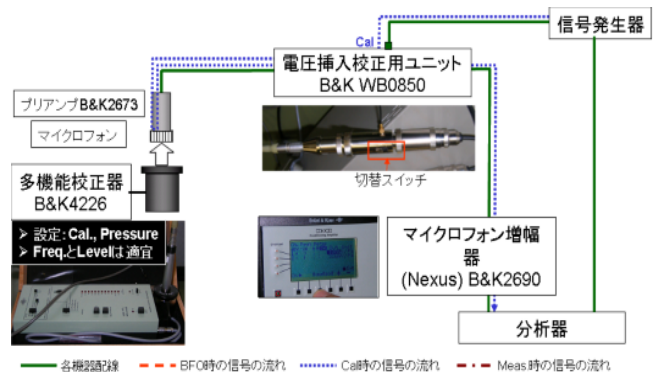 信号発生器
Cal
電圧挿入校正用ユニット
B&K WB0850
プリアンプB&K2673
マイクロフォン
切替スイッチ
多機能校正器
B&K4226
➢ 設定:Cal., Pressure
➢ Freq.とLevelは適宜
マイクロフォン増幅
器
(Nexus) B&K2690
分析器
各機器配線
BFO時の信号の流れ
Cal時の信号の流れ
Meas.時の信号の流れ